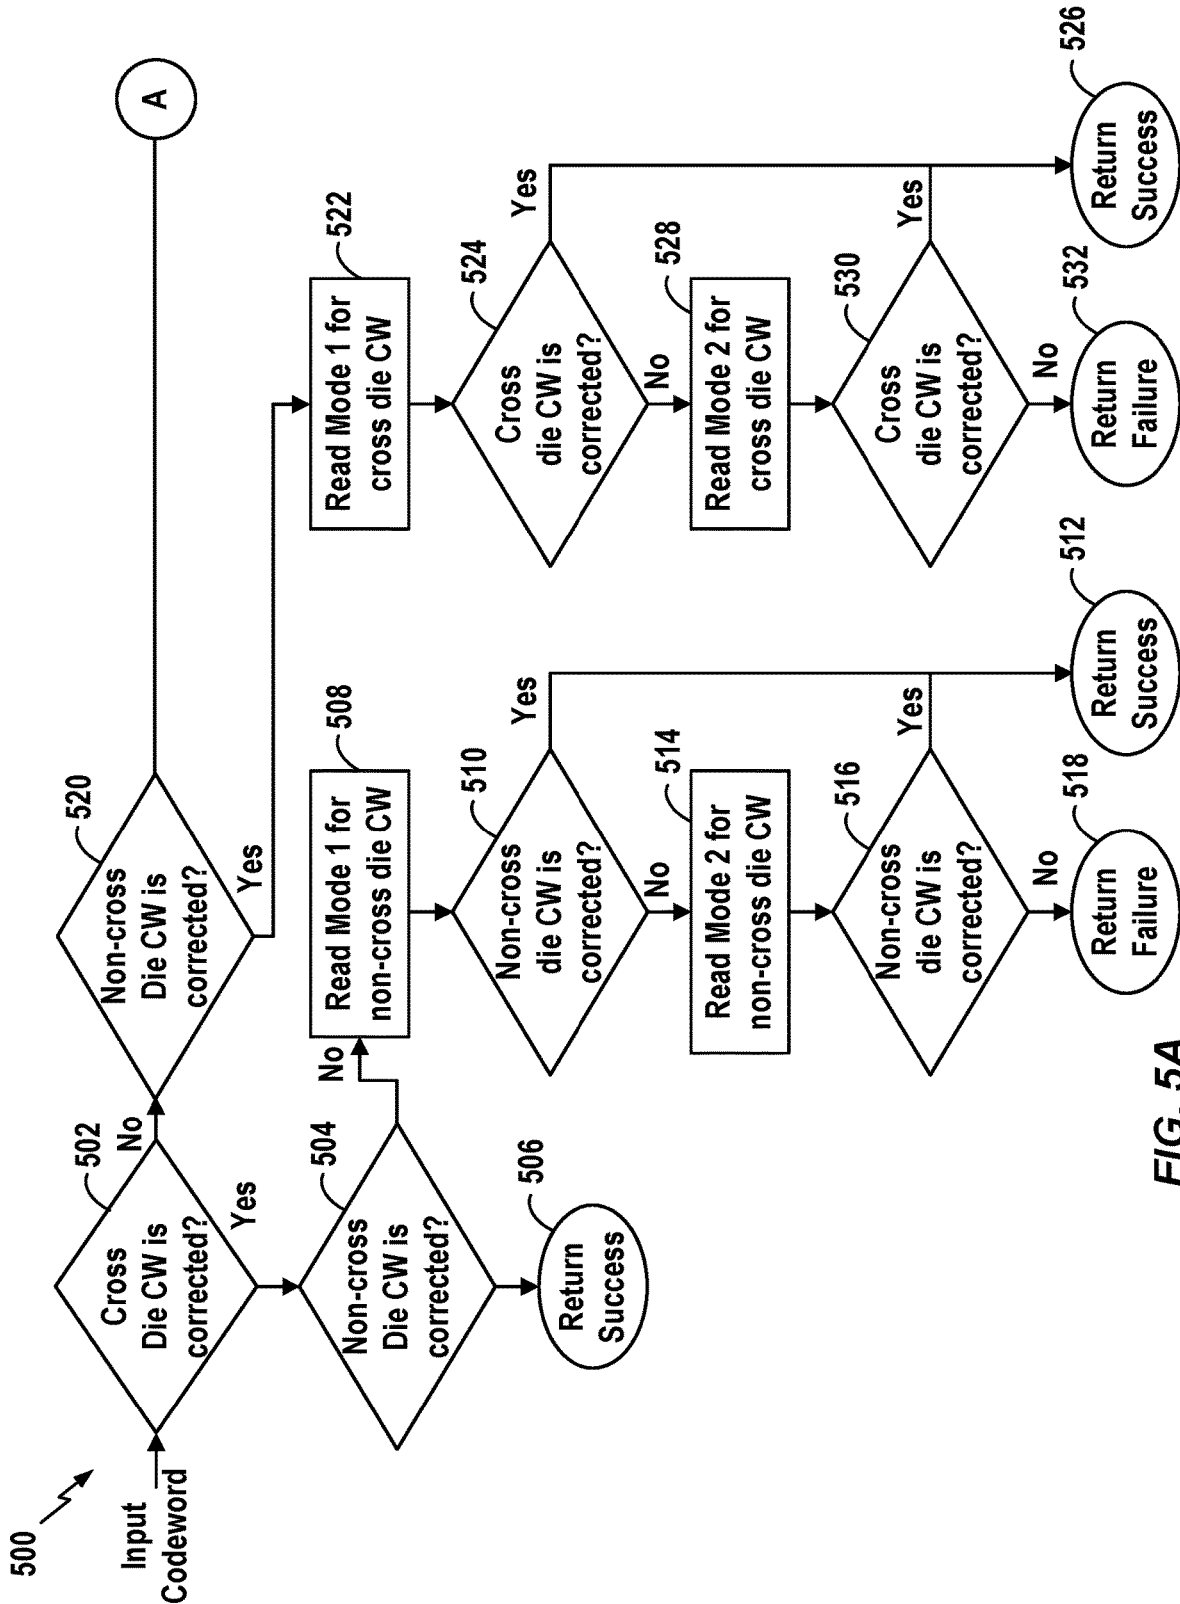 500
Input
Codeword
Cross
Die CW is
corrected?
502
No
Yes
Non-cross
Die CW is
corrected?
520
Yes
A
Non-cross
Die CW is
corrected?
504
No
Return
Success
506
Read Mode 1 for
non-cross die CW
508
Non-cross
die CW is
corrected?
510
Yes
No
Read Mode 2 for
non-cross die CW
514
Non-cross
die CW is
corrected?
516
Yes
No
Return
Failure
518
Return
Success
512
Read Mode 1 for
cross die CW
522
Cross
die CW is
corrected?
524
Yes
No
Read Mode 2 for
cross die CW
528
Cross
die CW is
corrected?
530
Yes
No
Return
Failure
532
Return
Success
526
FIG. 5A